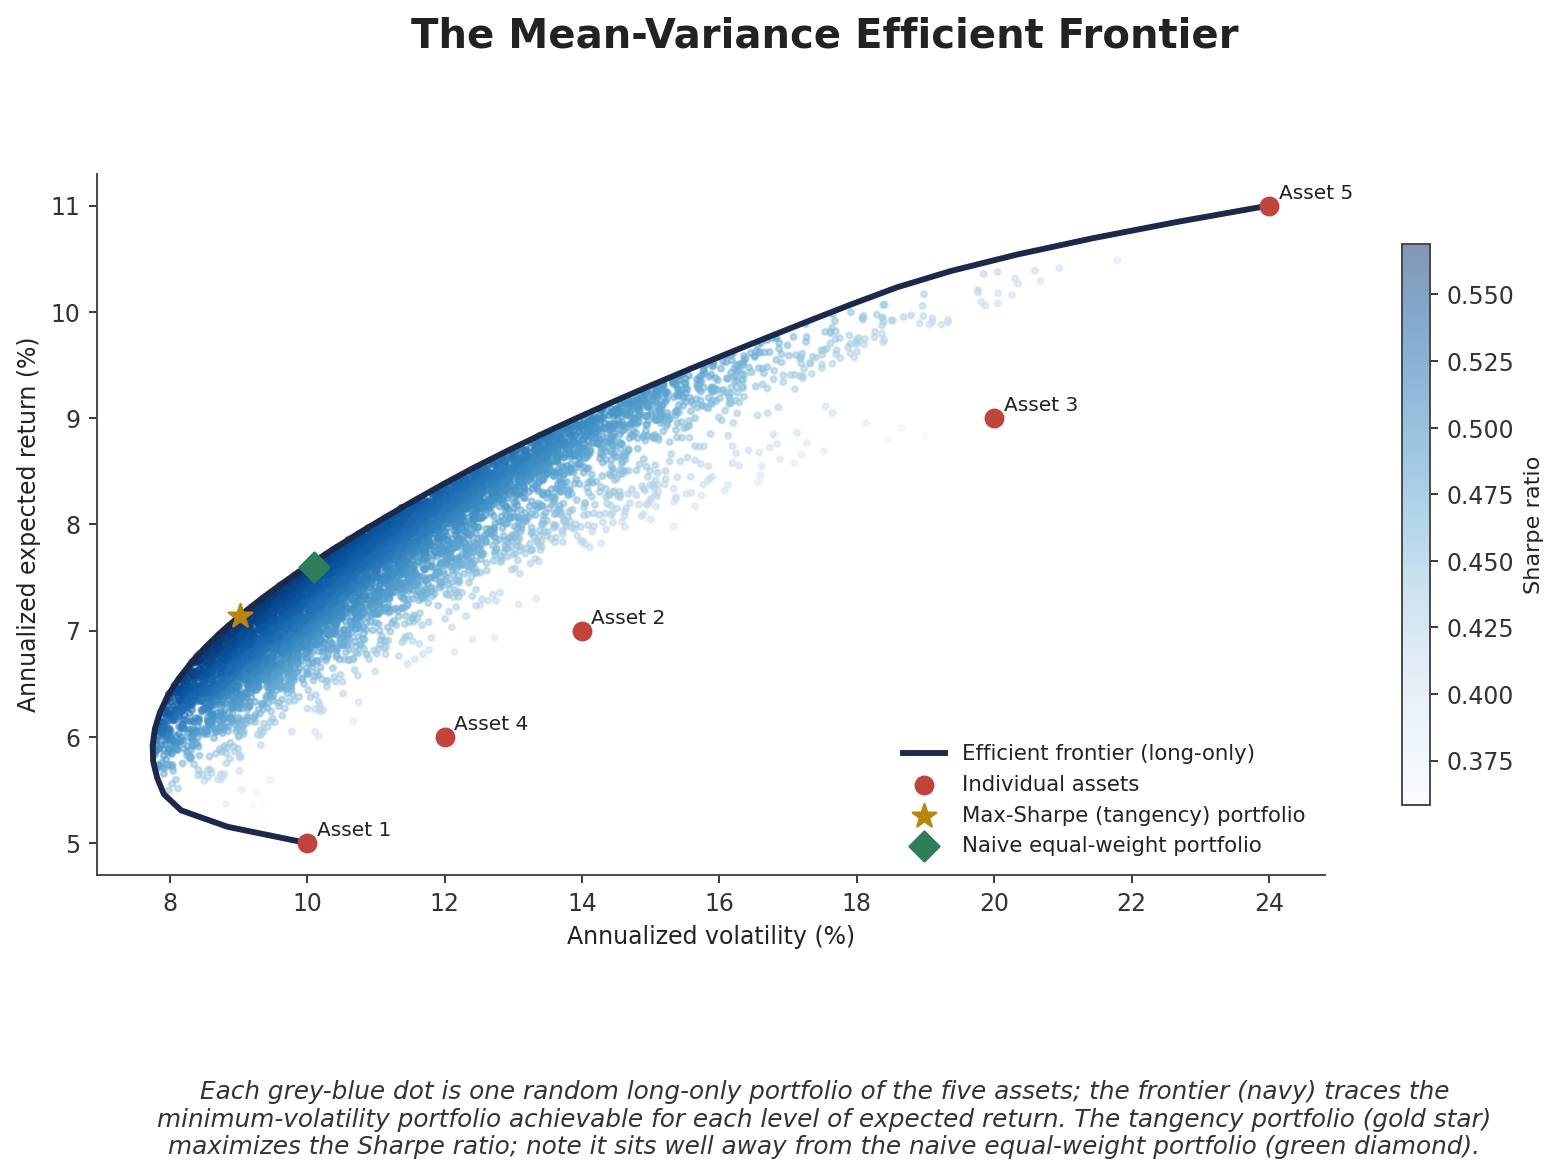 The Mean-Variance Efficient Frontier
Annualized expected return (%)
11
10
9
8
7
6
5
Asset 5
Asset 3
Asset 2
Asset 4
Asset 1
Efficient frontier (long-only)
Individual assets
Max-Sharpe (tangency) portfolio
Naive equal-weight portfolio
8 10 12 14 16 18 20 22 24
Annualized volatility (%)
0.550
0.525
0.500
0.475
0.450
0.425
0.400
0.375
Sharpe ratio
Each grey-blue dot is one random long-only portfolio of the five assets; the frontier (navy) traces the
minimum-volatility portfolio achievable for each level of expected return. The tangency portfolio (gold star)
maximizes the Sharpe ratio; note it sits well away from the naive equal-weight portfolio (green diamond).